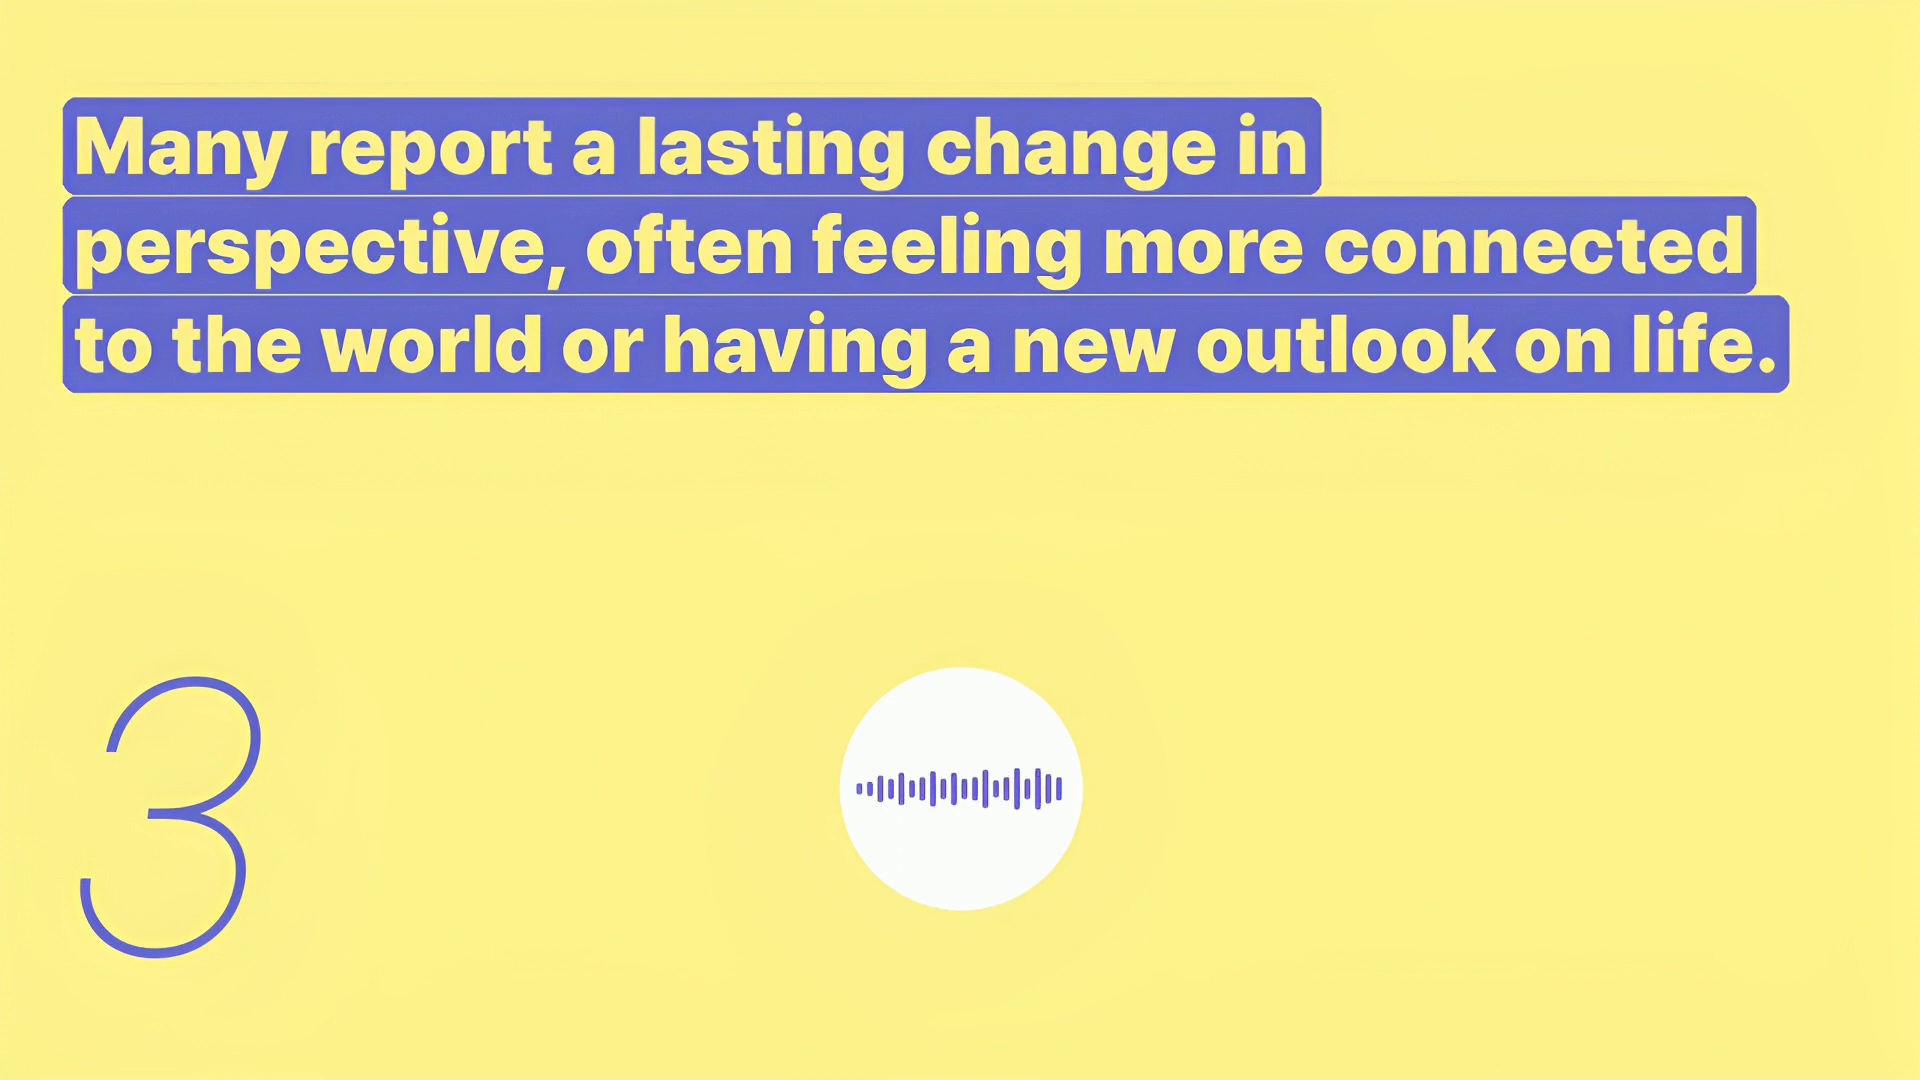 Many report a lasting change in
perspective, often feeling more connected
to the world or having a new outlook on life.
3